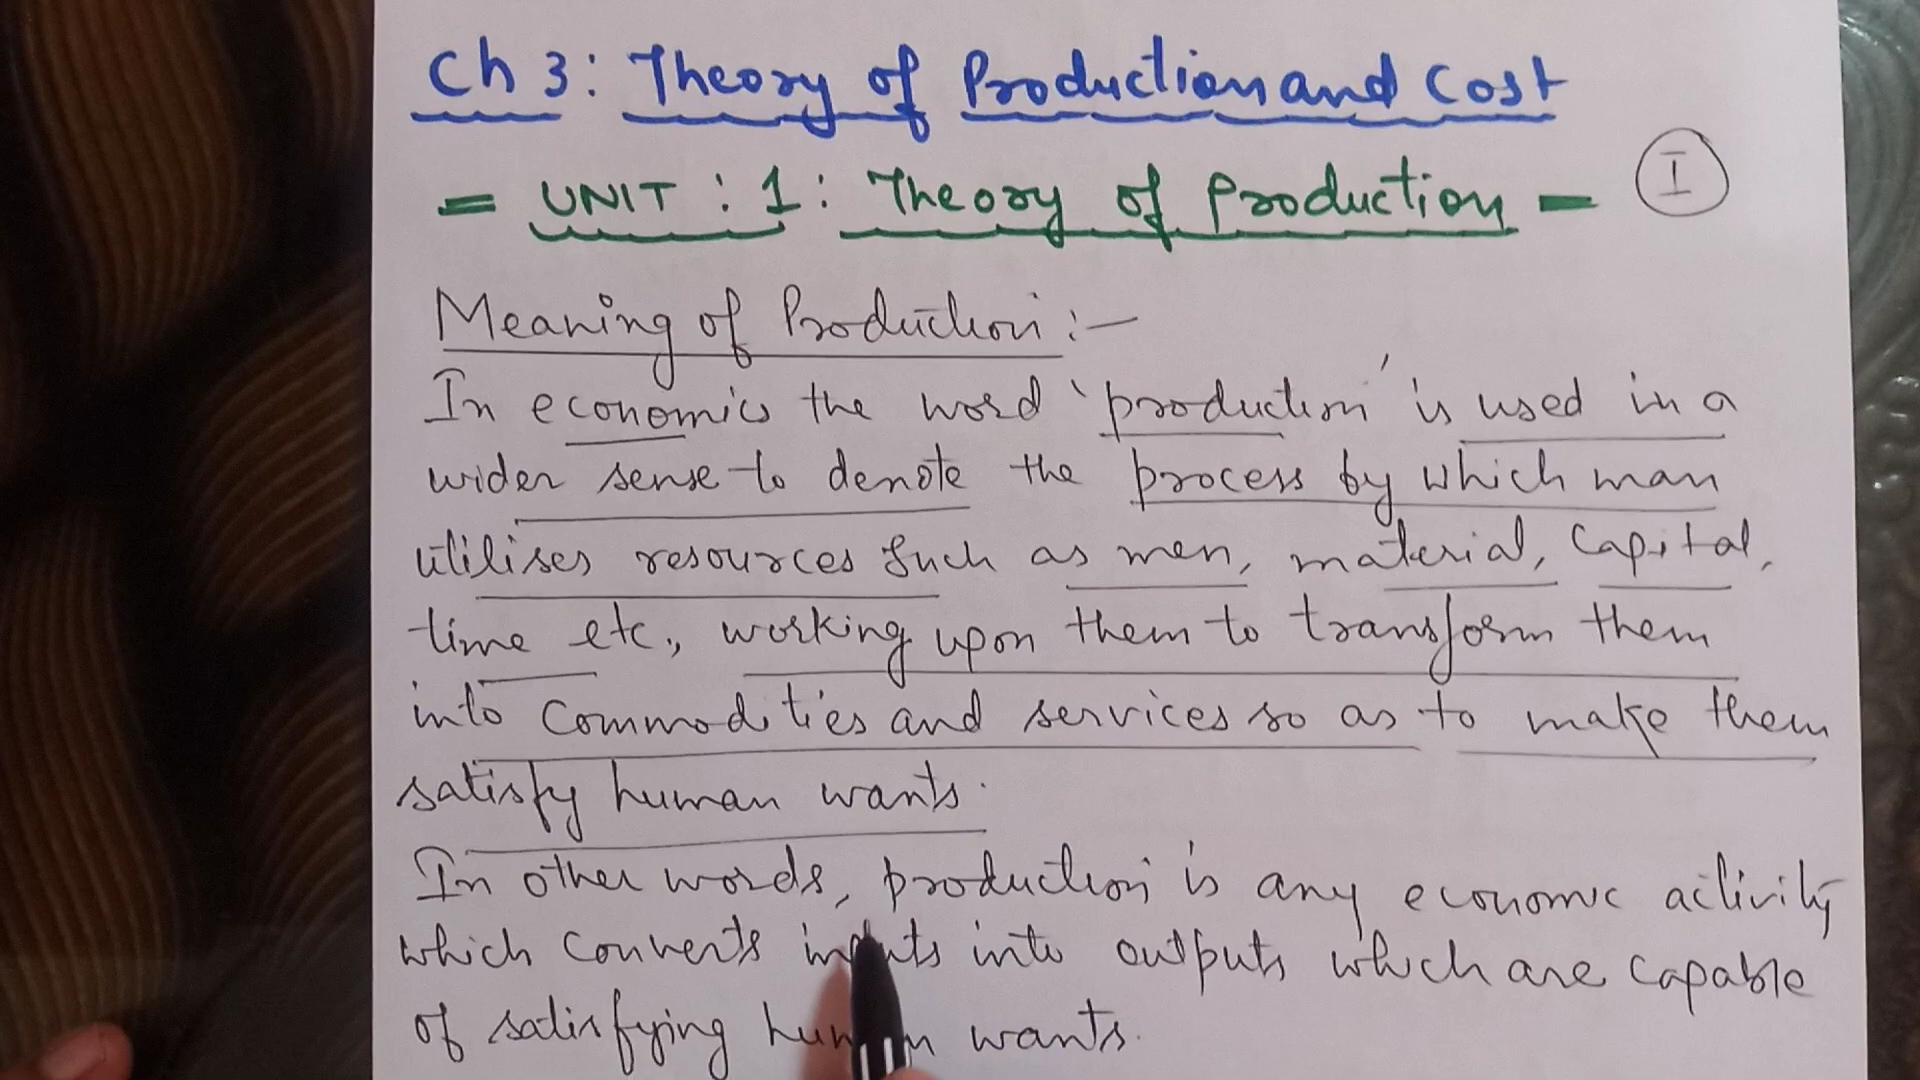 Ch 3: Theory of Production and Cost
= UNIT : 1 : Theory of Production -
I
Meaning of Production :-
In economics the word 'production' is used in a
wider sense to denote the process by which man
utilises resources such as men, material, capital,
time etc., working upon them to transform them
into commodities and services so as to make them
satisfy human wants.
In other words, production is any economic activity
which converts inputs into outputs which are capable
of satisfying human wants.